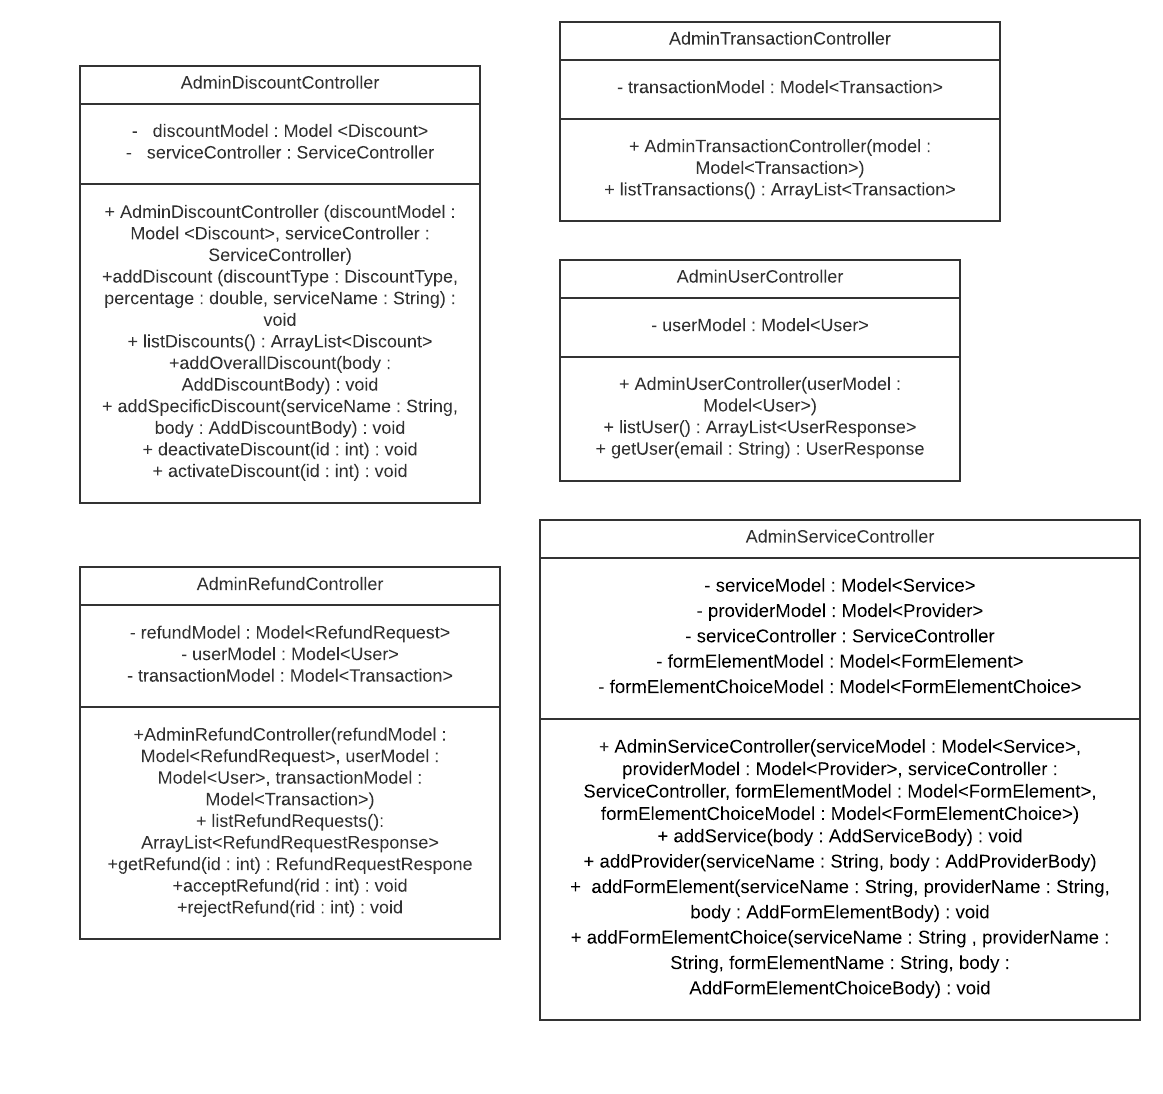 AdminDiscountController
-   discountModel : Model <Discount>
-   serviceController : ServiceController
+ AdminDiscountController (discountModel :
Model <Discount>, serviceController :
ServiceController)
+addDiscount (discountType : DiscountType,
percentage : double, serviceName : String) :
void
+ listDiscounts() : ArrayList<Discount>
+addOverallDiscount(body :
AddDiscountBody) : void
+ addSpecificDiscount(serviceName : String,
body : AddDiscountBody) : void
+ deactivateDiscount(id : int) : void
+ activateDiscount(id : int) : void
AdminTransactionController
- transactionModel : Model<Transaction>
+ AdminTransactionController(model :
Model<Transaction>)
+ listTransactions() : ArrayList<Transaction>
AdminUserController
- userModel : Model<User>
+ AdminUserController(userModel :
Model<User>)
+ listUser() : ArrayList<UserResponse>
+ getUser(email : String) : UserResponse
AdminRefundController
- refundModel : Model<RefundRequest>
- userModel : Model<User>
- transactionModel : Model<Transaction>
+AdminRefundController(refundModel :
Model<RefundRequest>, userModel :
Model<User>, transactionModel :
Model<Transaction>)
+ listRefundRequests():
ArrayList<RefundRequestResponse>
+getRefund(id : int) : RefundRequestRespone
+acceptRefund(rid : int) : void
+rejectRefund(rid : int) : void
AdminServiceController
- serviceModel : Model<Service>
- providerModel : Model<Provider>
- serviceController : ServiceController
- formElementModel : Model<FormElement>
- formElementChoiceModel : Model<FormElementChoice>
+ AdminServiceController(serviceModel : Model<Service>,
providerModel : Model<Provider>, serviceController :
ServiceController, formElementModel : Model<FormElement>,
formElementChoiceModel : Model<FormElementChoice>)
+ addService(body : AddServiceBody) : void
+ addProvider(serviceName : String, body : AddProviderBody)
+  addFormElement(serviceName : String, providerName : String,
body : AddFormElementBody) : void
+ addFormElementChoice(serviceName : String , providerName :
String, formElementName : String, body :
AddFormElementChoiceBody) : void